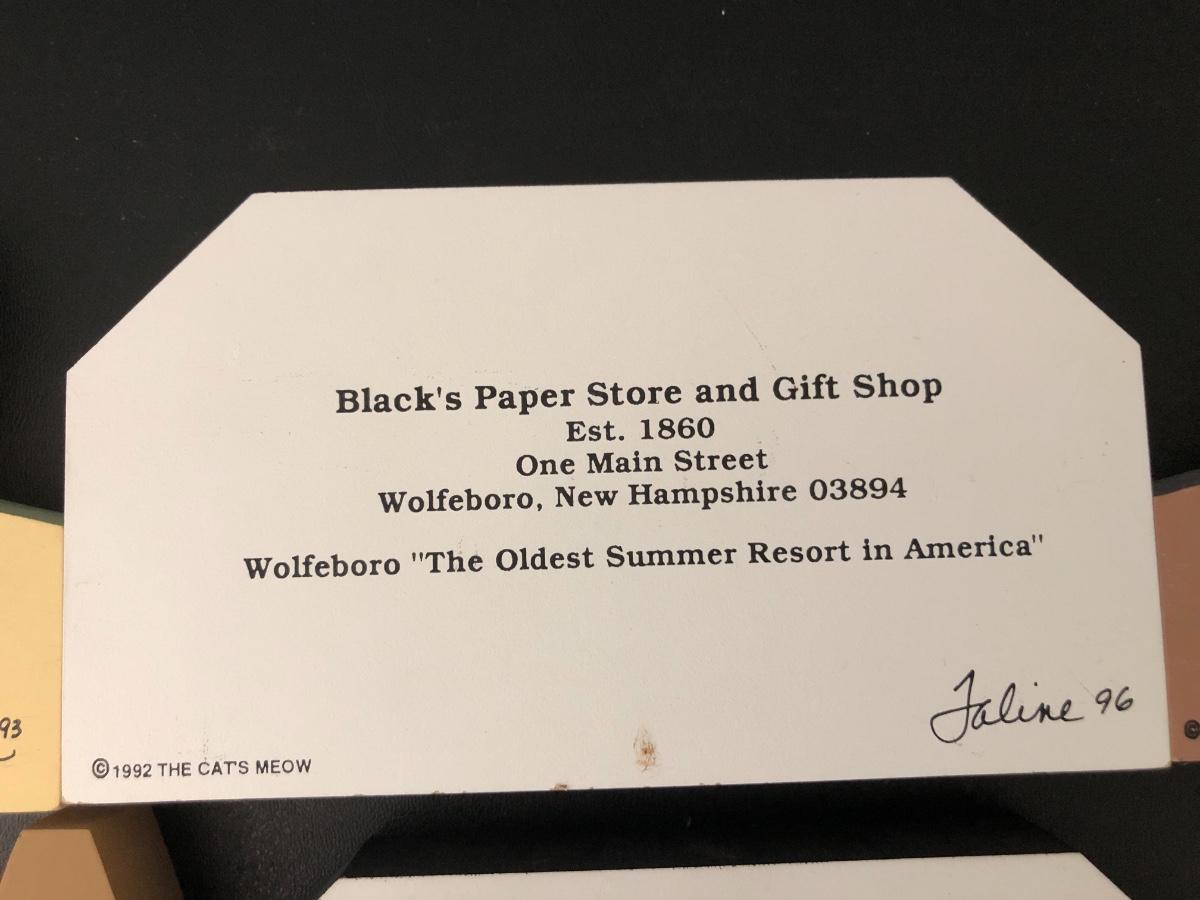 Black's Paper Store and Gift Shop
Est. 1860
One Main Street
Wolfeboro, New Hampshire 03894
Wolfeboro "The Oldest Summer Resort in America"
Faline 96
93
©1992 THE CAT'S MEOW
©